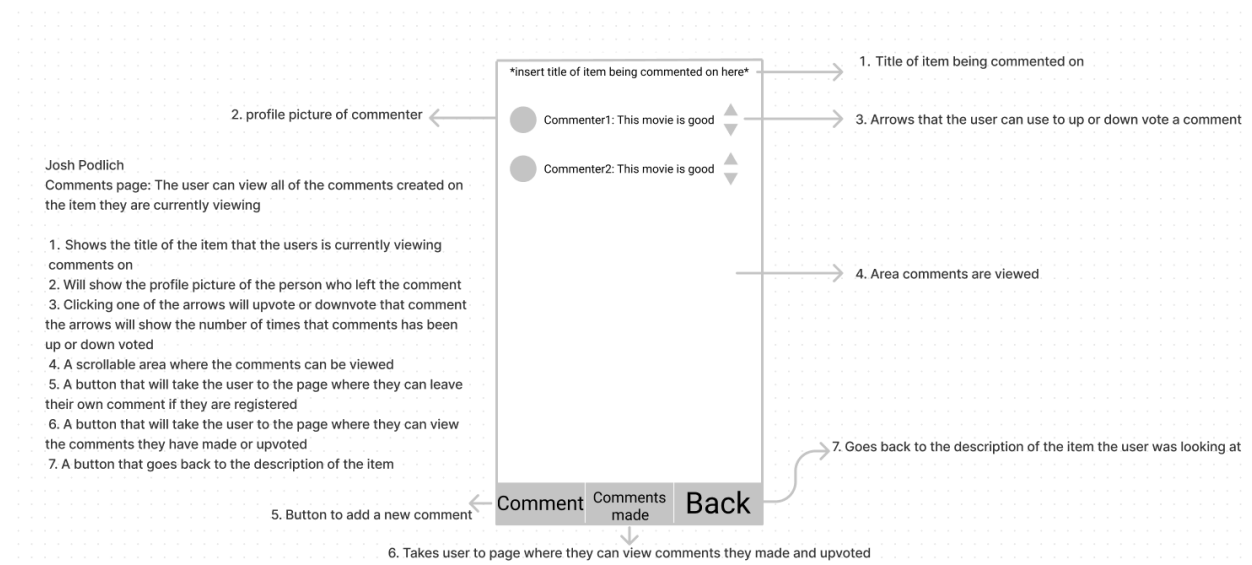 *insert title of item being commented on here*
1. Title of item being commented on
2. profile picture of commenter
Commenter1: This movie is good
3. Arrows that the user can use to up or down vote a comment
Josh Podlich
Comments page: The user can view all of the comments created on
the item they are currently viewing
Commenter2: This movie is good
1. Shows the title of the item that the users is currently viewing
comments on
2. Will show the profile picture of the person who left the comment
3. Clicking one of the arrows will upvote or downvote that comment
the arrows will show the number of times that comments has been
up or down voted
4. A scrollable area where the comments can be viewed
5. A button that will take the user to the page where they can leave
their own comment if they are registered
6. A button that will take the user to the page where they can view
the comments they have made or upvoted
7. A button that goes back to the description of the item
4. Area comments are viewed
7. Goes back to the description of the item the user was looking at
Comment
Comments
made
Back
5. Button to add a new comment
6. Takes user to page where they can view comments they made and upvoted